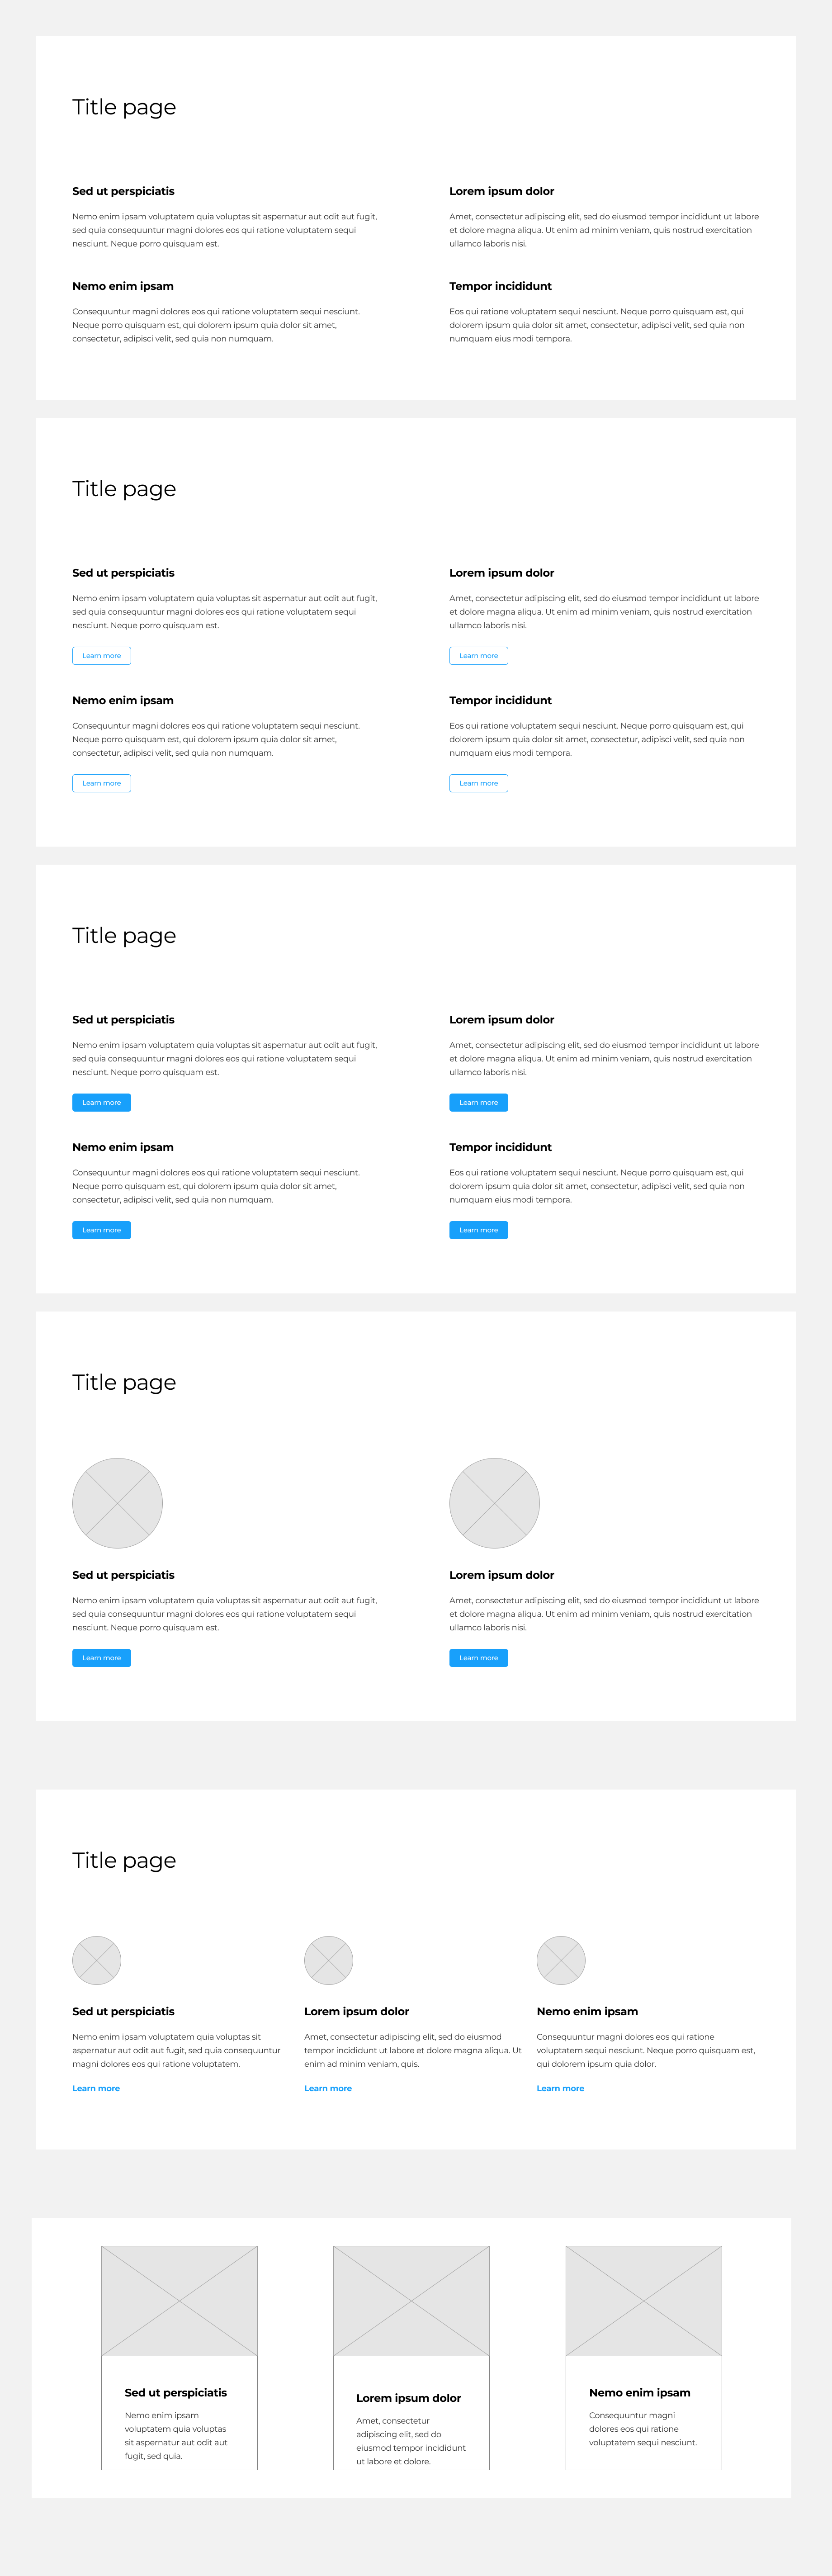 Title page
Sed ut perspiciatis
Nemo enim ipsam voluptatem quia voluptas sit aspernatur aut odit aut fugit,
sed quia consequuntur magni dolores eos qui ratione voluptatem sequi
nesciunt. Neque porro quisquam est.
Lorem ipsum dolor
Amet, consectetur adipiscing elit, sed do eiusmod tempor incididunt ut labore
et dolore magna aliqua. Ut enim ad minim veniam, quis nostrud exercitation
ullamco laboris nisi.
Nemo enim ipsam
Consequuntur magni dolores eos qui ratione voluptatem sequi nesciunt.
Neque porro quisquam est, qui dolorem ipsum quia dolor sit amet,
consectetur, adipisci velit, sed quia non numquam.
Tempor incididunt
Eos qui ratione voluptatem sequi nesciunt. Neque porro quisquam est, qui
dolorem ipsum quia dolor sit amet, consectetur, adipisci velit, sed quia non
numquam eius modi tempora.
Title page
Sed ut perspiciatis
Nemo enim ipsam voluptatem quia voluptas sit aspernatur aut odit aut fugit,
sed quia consequuntur magni dolores eos qui ratione voluptatem sequi
nesciunt. Neque porro quisquam est.
Learn more
Lorem ipsum dolor
Amet, consectetur adipiscing elit, sed do eiusmod tempor incididunt ut labore
et dolore magna aliqua. Ut enim ad minim veniam, quis nostrud exercitation
ullamco laboris nisi.
Learn more
Nemo enim ipsam
Consequuntur magni dolores eos qui ratione voluptatem sequi nesciunt.
Neque porro quisquam est, qui dolorem ipsum quia dolor sit amet,
consectetur, adipisci velit, sed quia non numquam.
Learn more
Tempor incididunt
Eos qui ratione voluptatem sequi nesciunt. Neque porro quisquam est, qui
dolorem ipsum quia dolor sit amet, consectetur, adipisci velit, sed quia non
numquam eius modi tempora.
Learn more
Title page
Sed ut perspiciatis
Nemo enim ipsam voluptatem quia voluptas sit aspernatur aut odit aut fugit,
sed quia consequuntur magni dolores eos qui ratione voluptatem sequi
nesciunt. Neque porro quisquam est.
Learn more
Lorem ipsum dolor
Amet, consectetur adipiscing elit, sed do eiusmod tempor incididunt ut labore
et dolore magna aliqua. Ut enim ad minim veniam, quis nostrud exercitation
ullamco laboris nisi.
Learn more
Nemo enim ipsam
Consequuntur magni dolores eos qui ratione voluptatem sequi nesciunt.
Neque porro quisquam est, qui dolorem ipsum quia dolor sit amet,
consectetur, adipisci velit, sed quia non numquam.
Learn more
Tempor incididunt
Eos qui ratione voluptatem sequi nesciunt. Neque porro quisquam est, qui
dolorem ipsum quia dolor sit amet, consectetur, adipisci velit, sed quia non
numquam eius modi tempora.
Learn more
Title page
Sed ut perspiciatis
Nemo enim ipsam voluptatem quia voluptas sit aspernatur aut odit aut fugit,
sed quia consequuntur magni dolores eos qui ratione voluptatem sequi
nesciunt. Neque porro quisquam est.
Learn more
Lorem ipsum dolor
Amet, consectetur adipiscing elit, sed do eiusmod tempor incididunt ut labore
et dolore magna aliqua. Ut enim ad minim veniam, quis nostrud exercitation
ullamco laboris nisi.
Learn more
Title page
Sed ut perspiciatis
Nemo enim ipsam voluptatem quia voluptas sit
aspernatur aut odit aut fugit, sed quia consequuntur
magni dolores eos qui ratione voluptatem.
Learn more
Lorem ipsum dolor
Amet, consectetur adipiscing elit, sed do eiusmod
tempor incididunt ut labore et dolore magna aliqua. Ut
enim ad minim veniam, quis.
Learn more
Nemo enim ipsam
Consequuntur magni dolores eos qui ratione
voluptatem sequi nesciunt. Neque porro quisquam est,
qui dolorem ipsum quia dolor.
Learn more
Sed ut perspiciatis
Nemo enim ipsam
voluptatem quia voluptas
sit aspernatur aut odit aut
fugit, sed quia.
Lorem ipsum dolor
Amet, consectetur
adipiscing elit, sed do
eiusmod tempor incididunt
ut labore et dolore.
Nemo enim ipsam
Consequuntur magni
dolores eos qui ratione
voluptatem sequi nesciunt.